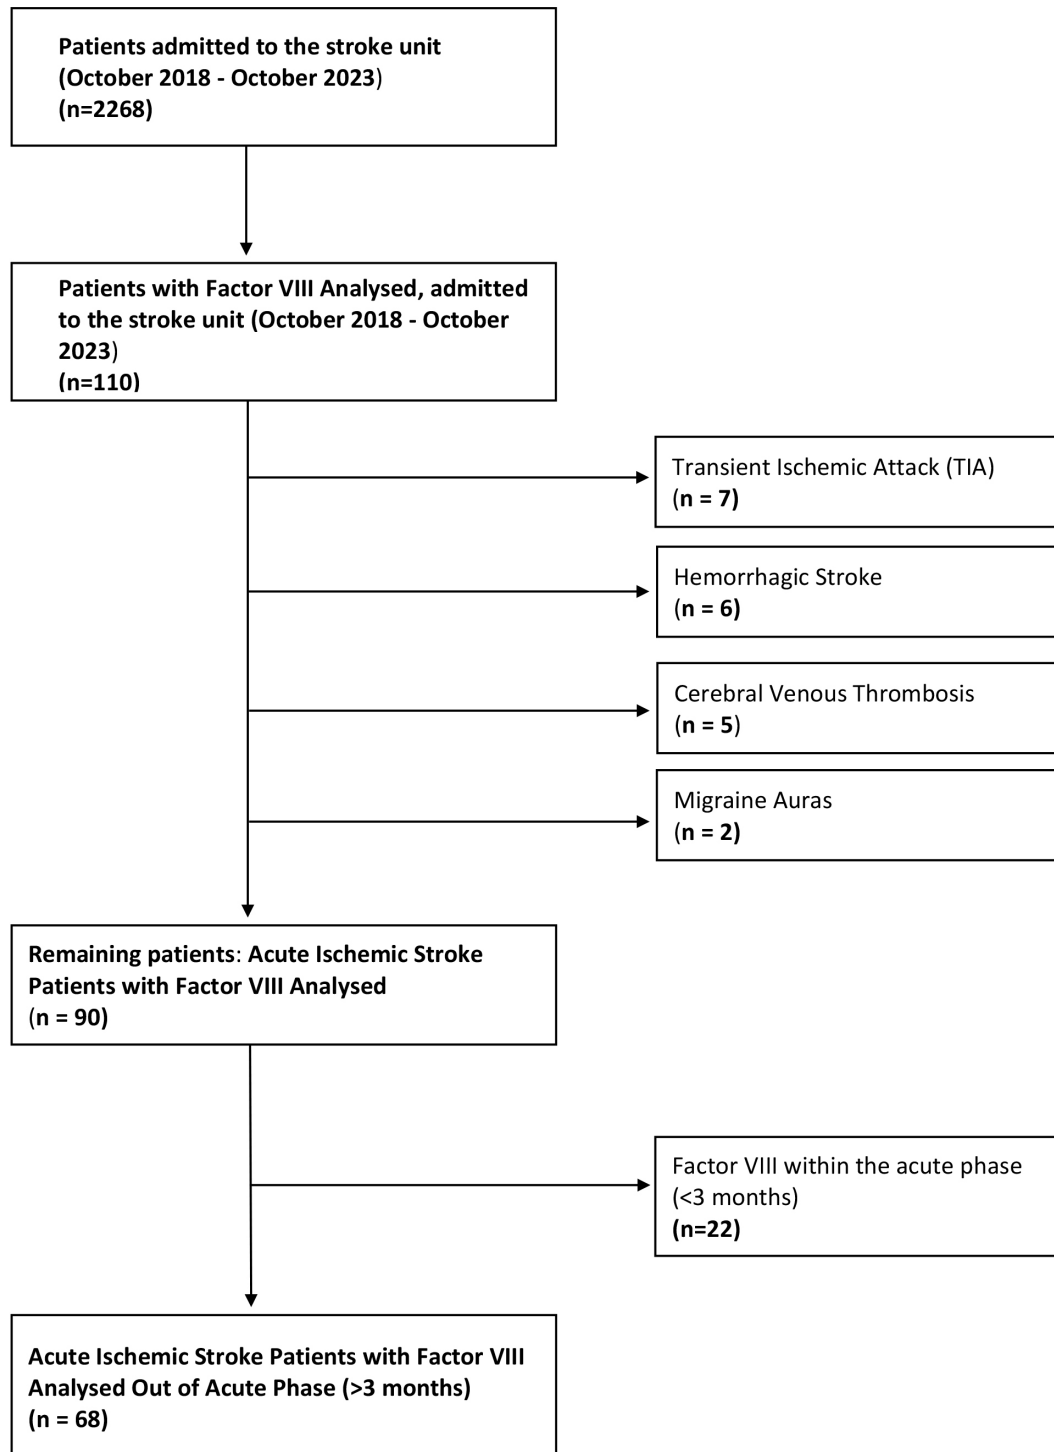 Patients admitted to the stroke unit
(October 2018 - October 2023)
(n=2268)
Patients with Factor VIII Analysed, admitted
to the stroke unit (October 2018 - October
2023)
(n=110)
Transient Ischemic Attack (TIA)
(n = 7)
Hemorrhagic Stroke
(n = 6)
Cerebral Venous Thrombosis
(n = 5)
Migraine Auras
(n = 2)
Remaining patients: Acute Ischemic Stroke
Patients with Factor VIII Analysed
(n = 90)
Factor VIII within the acute phase
(<3 months)
(n=22)
Acute Ischemic Stroke Patients with Factor VIII
Analysed Out of Acute Phase (>3 months)
(n = 68)